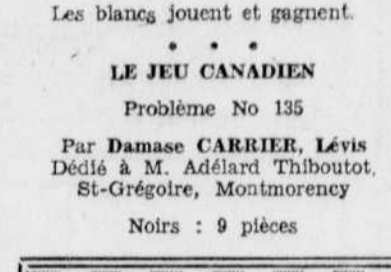 Les blancs jouent et gagnent.
* * *
LE JEU CANADIEN
Problème No 135
Par Damase CARRIER, Lévis
Dédié à M. Adélard Thiboutot,
St-Grégoire, Montmorency
Noirs : 9 pièces